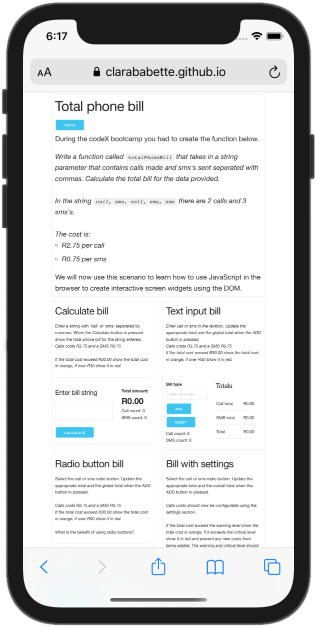 6:17
AA clarababette.github.io
Total phone bill
TESTS
During the codeX bootcamp you had to create the function below.
Write a function called totalPhoneBill that takes in a string
parameter that contains calls made and sms's sent seperated with
commas. Calculate the total bill for the data provided.
In the string call, sms, call, sms, sms there are 2 calls and 3
sms's.
The cost is:
R2.75 per call
R0.75 per sms
We will now use this scenario to learn how to use JavaScript in the
browser to create interactive screen widgets using the DOM.
Calculate bill
Enter a string with 'call' or 'sms' seperated by
commas. When the Calculate button is pressed
show the total phone bill for the string entered.
Calls costs R2.75 and a SMS R0.75
If the total cost exceed R20.00 show the total cost
in orange, if over R30 show it in red.
Enter bill string
Total amount:
R0.00
Call count: 0
SMS count: 0
CALCULATE
Text input bill
Enter call or sms in the textbox. Update the
appropriate total and the global total when the ADD
button in pressed.
Calls costs R2.75 and a SMS R0.75
If the total cost exceed R30.00 show the total cost
in orange, if over R50 show it in red.
Bill type
ADD
RESET
Call count: 0
SMS count: 0
Totals
Call total R0.00
SMS total R0.00
Total R0.00
Radio button bill
Select the call or sms radio button. Update the
appropriate total and the global total when the ADD
button in pressed.
Calls costs R2.75 and a SMS R0.75
If the total cost exceed R30.00 show the total cost
in orange, if over R50 show it in red.
What is the benefit of using radio buttons?
Bill with settings
Select the call or sms radio button. Update the
appropriate total and the overall total when the ADD
button in pressed.
Calls costs should now be configurable using the
settings section.
If the total cost exceed the warning level show the
total cost in orange. If it exceeds the critical level
show it in red and prevent any new costs from
being added. The warning and critical level should